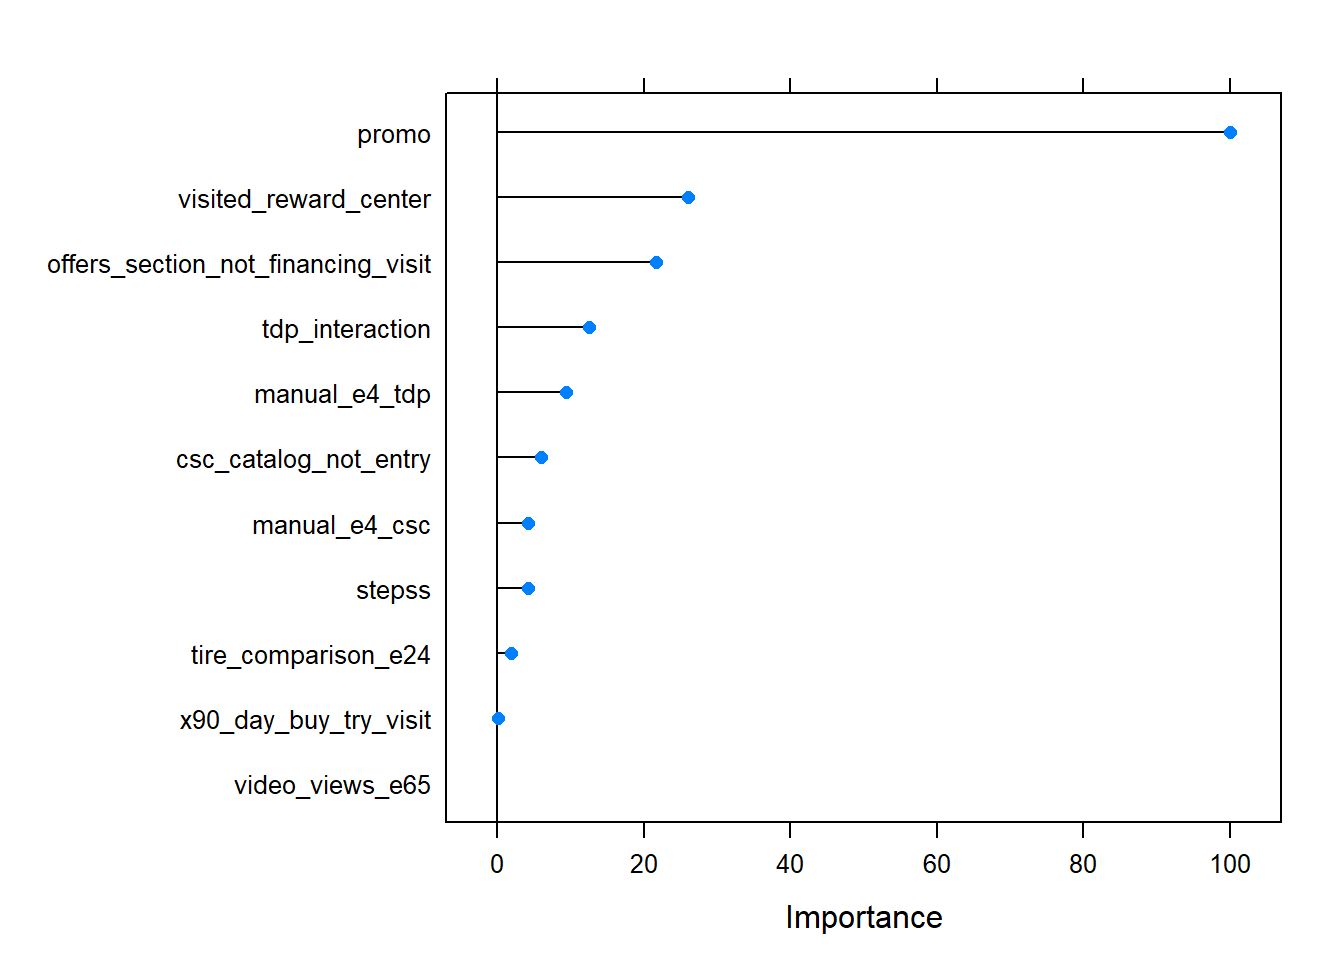 promo
visited_reward_center
offers_section_not_financing_visit
tdp_interaction
manual_e4_tdp
csc_catalog_not_entry
manual_e4_csc
stepss
tire_comparison_e24
x90_day_buy_try_visit
video_views_e65
0 20 40 60 80 100
Importance